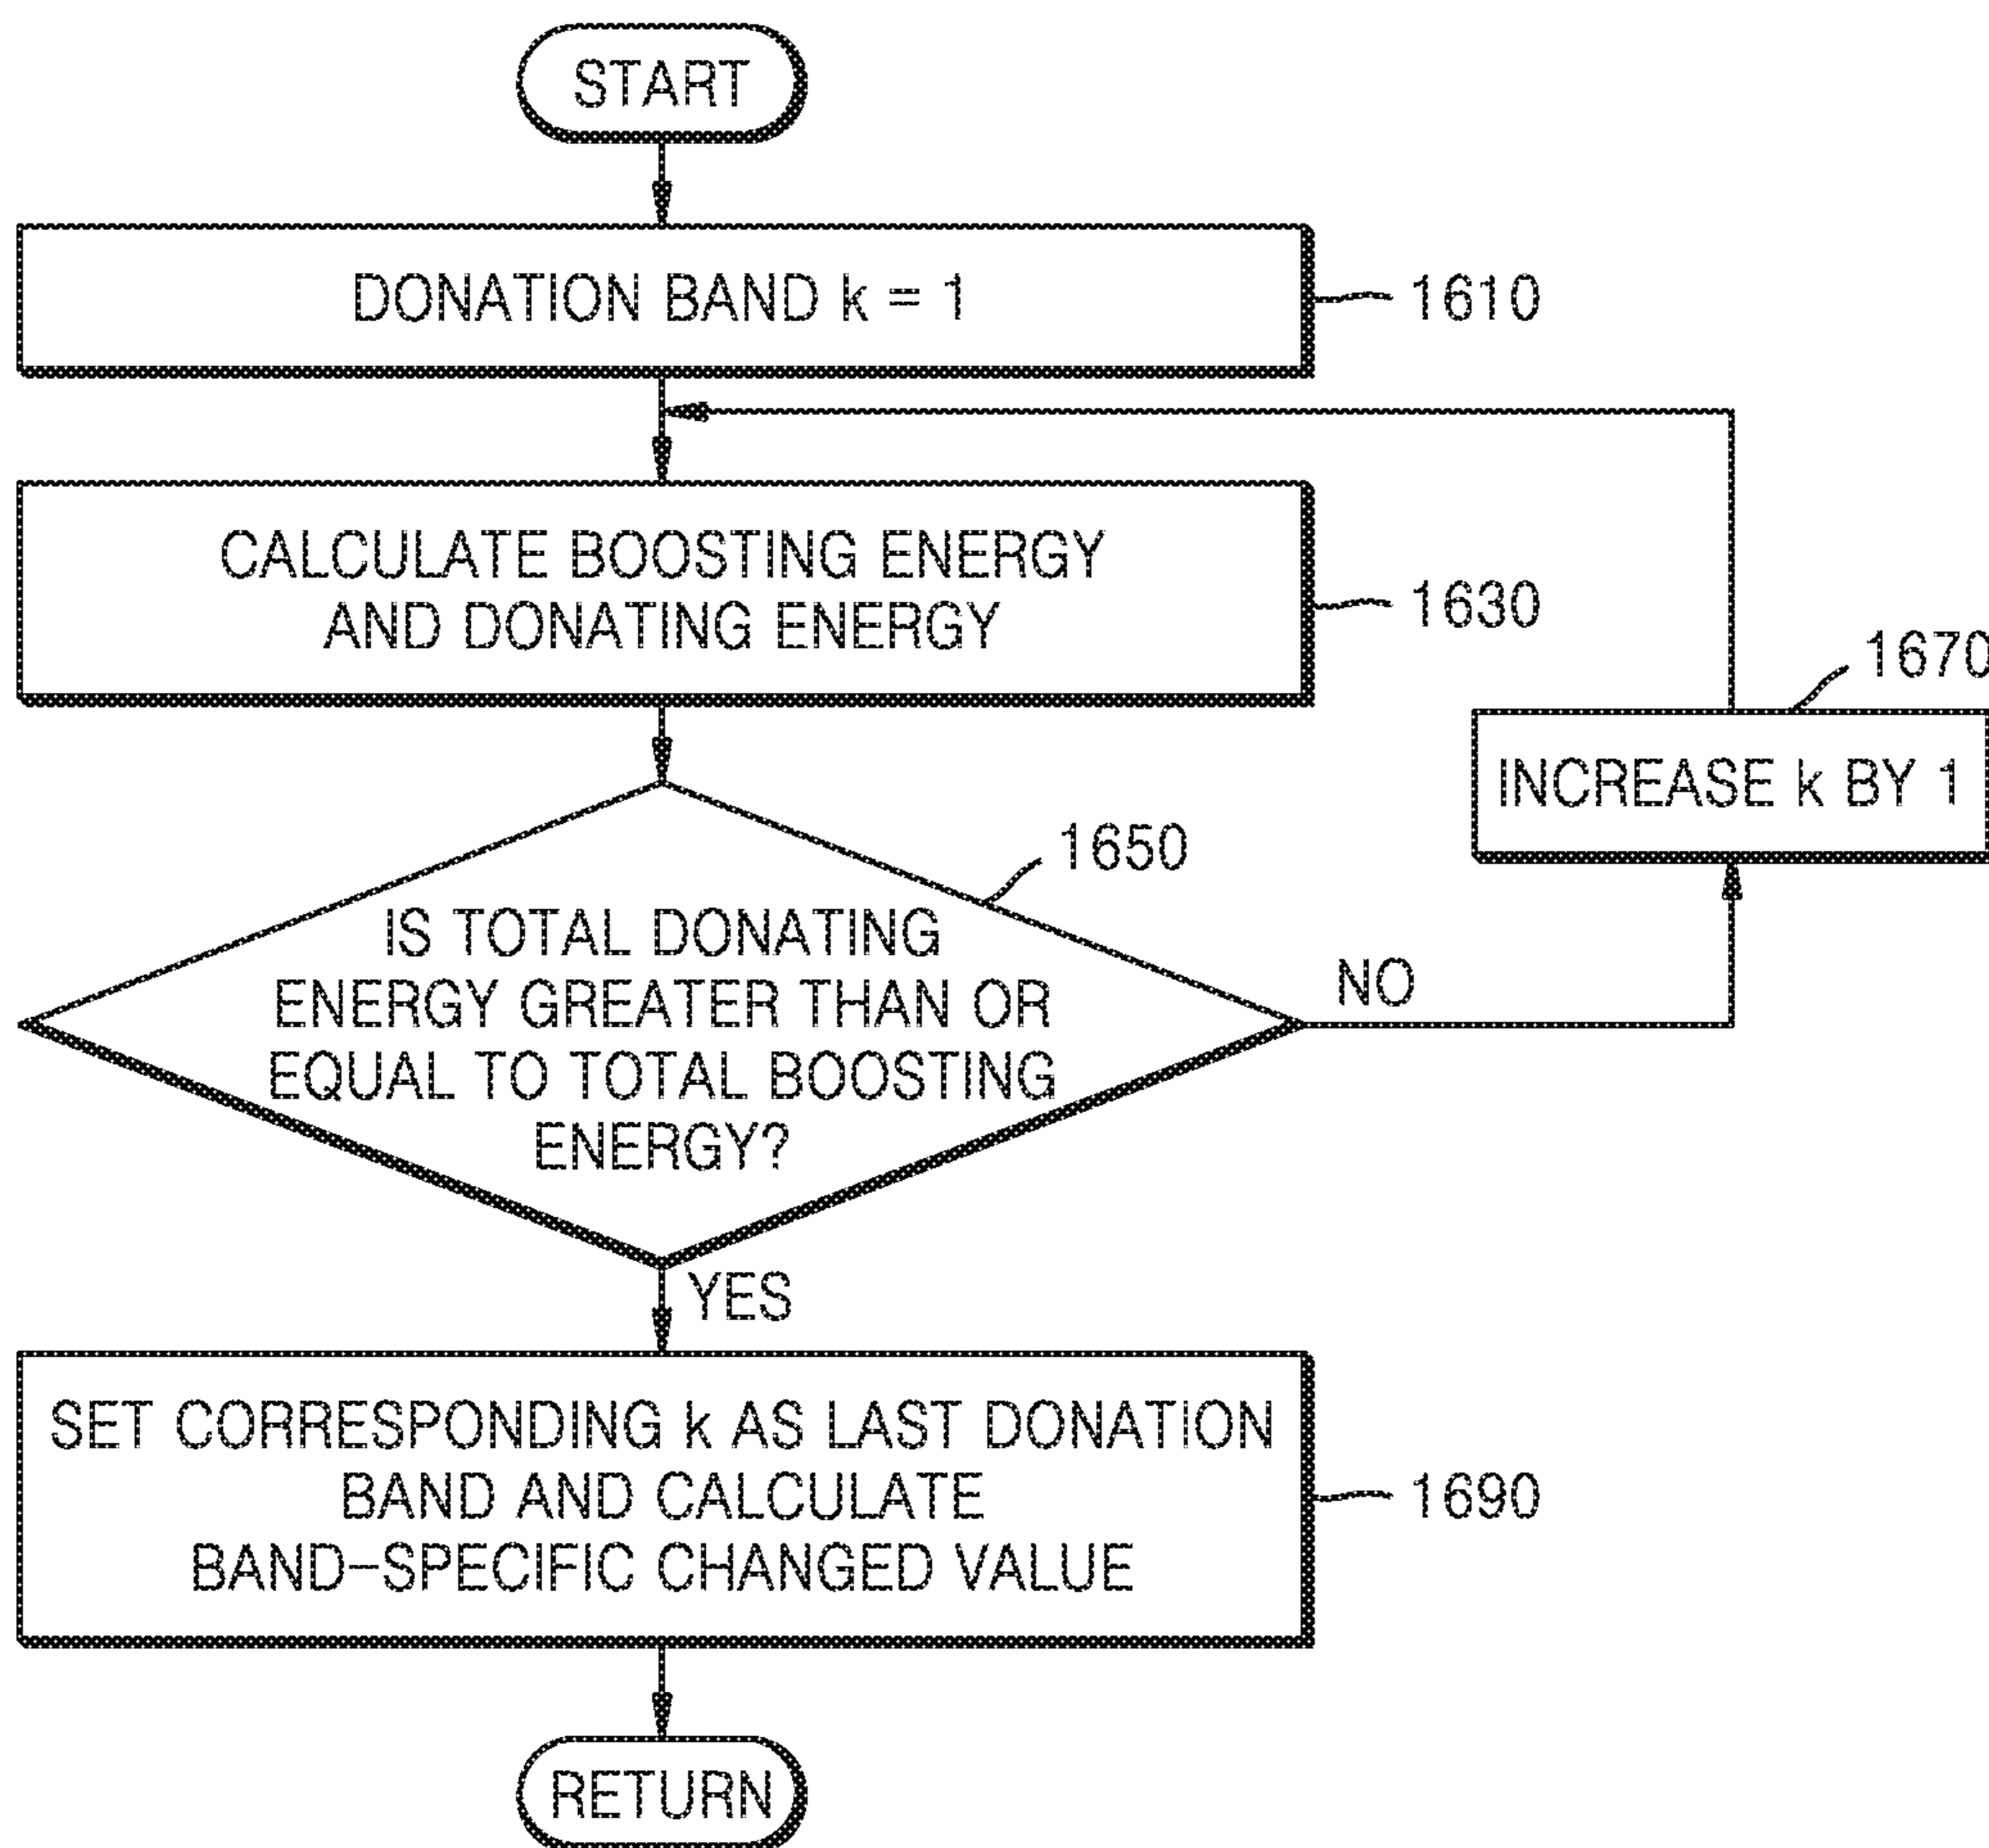 START
DONATION BAND k = 1
1610
CALCULATE BOOSTING ENERGY
AND DONATING ENERGY
1630
1670
INCREASE k BY 1
1650
IS TOTAL DONATING
ENERGY GREATER THAN OR
EQUAL TO TOTAL BOOSTING
ENERGY?
NO
YES
SET CORRESPONDING k AS LAST DONATION
BAND AND CALCULATE
BAND-SPECIFIC CHANGED VALUE
1690
RETURN